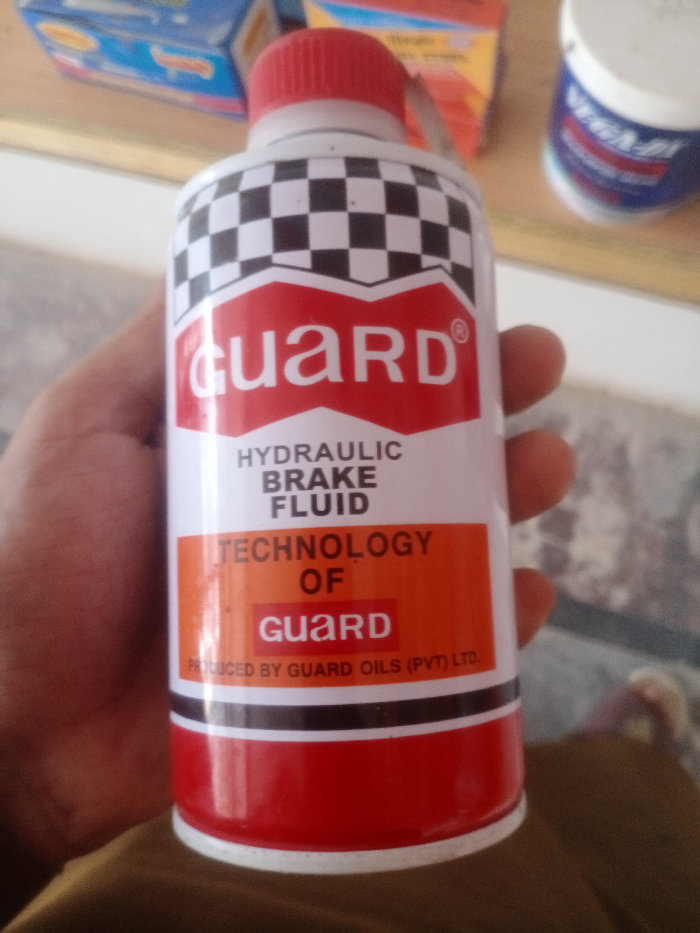 GUARD®
HYDRAULIC
BRAKE
FLUID
TECHNOLOGY
OF
GUARD
PRODUCED BY GUARD OILS (PVT) LTD.